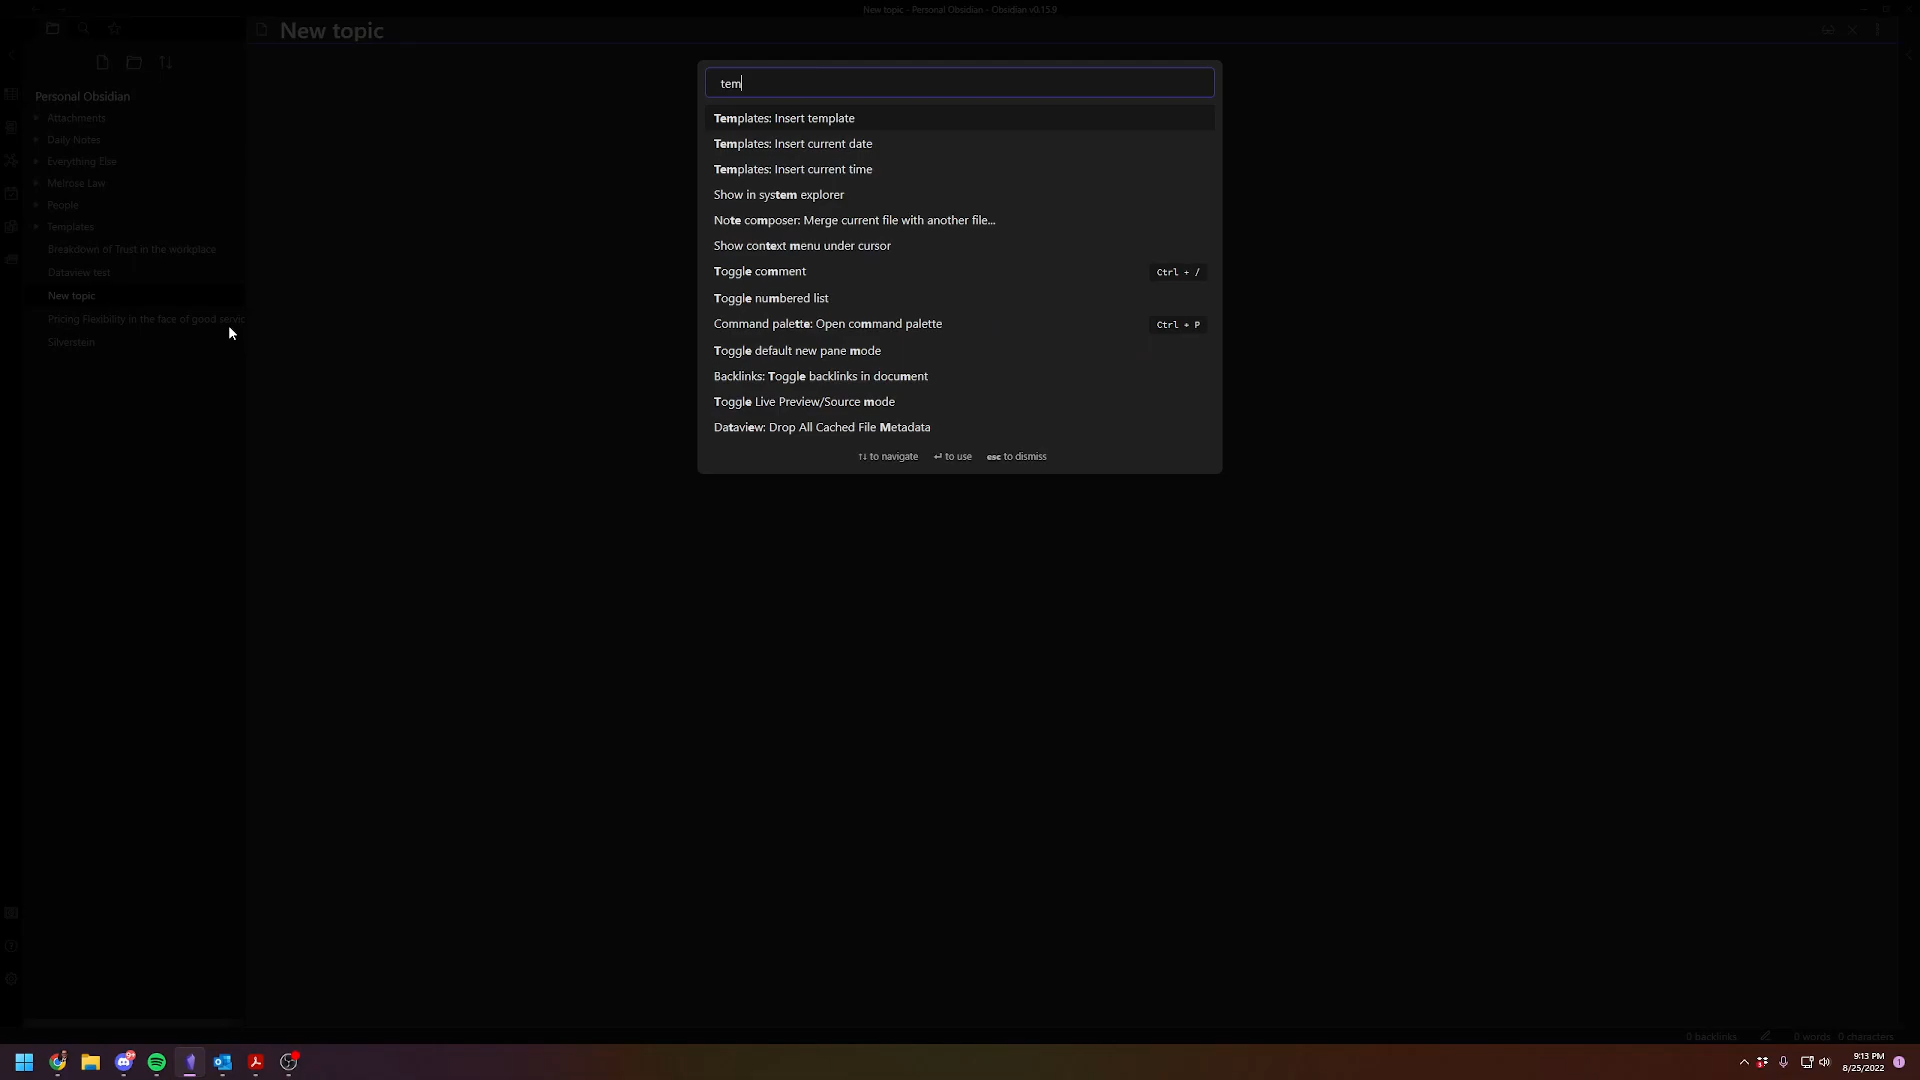 New topic - Personal Obsidian - Obsidian v0.15.9
New topic
Personal Obsidian
Attachments
Daily Notes
Everything Else
Melrose Law
People
Templates
Breakdown of Trust in the workplace
Dataview test
New topic
Pricing Flexibility in the face of good servic
Silverstein
tem
Templates: Insert template
Templates: Insert current date
Templates: Insert current time
Show in system explorer
Note composer: Merge current file with another file...
Show context menu under cursor
Toggle comment Ctrl + /
Toggle numbered list
Command palette: Open command palette Ctrl + P
Toggle default new pane mode
Backlinks: Toggle backlinks in document
Toggle Live Preview/Source mode
Dataview: Drop All Cached File Metadata
↑↓ to navigate ↵ to use esc to dismiss
0 backlinks 0 words 0 characters
9+
9:13 PM
8/25/2022
1